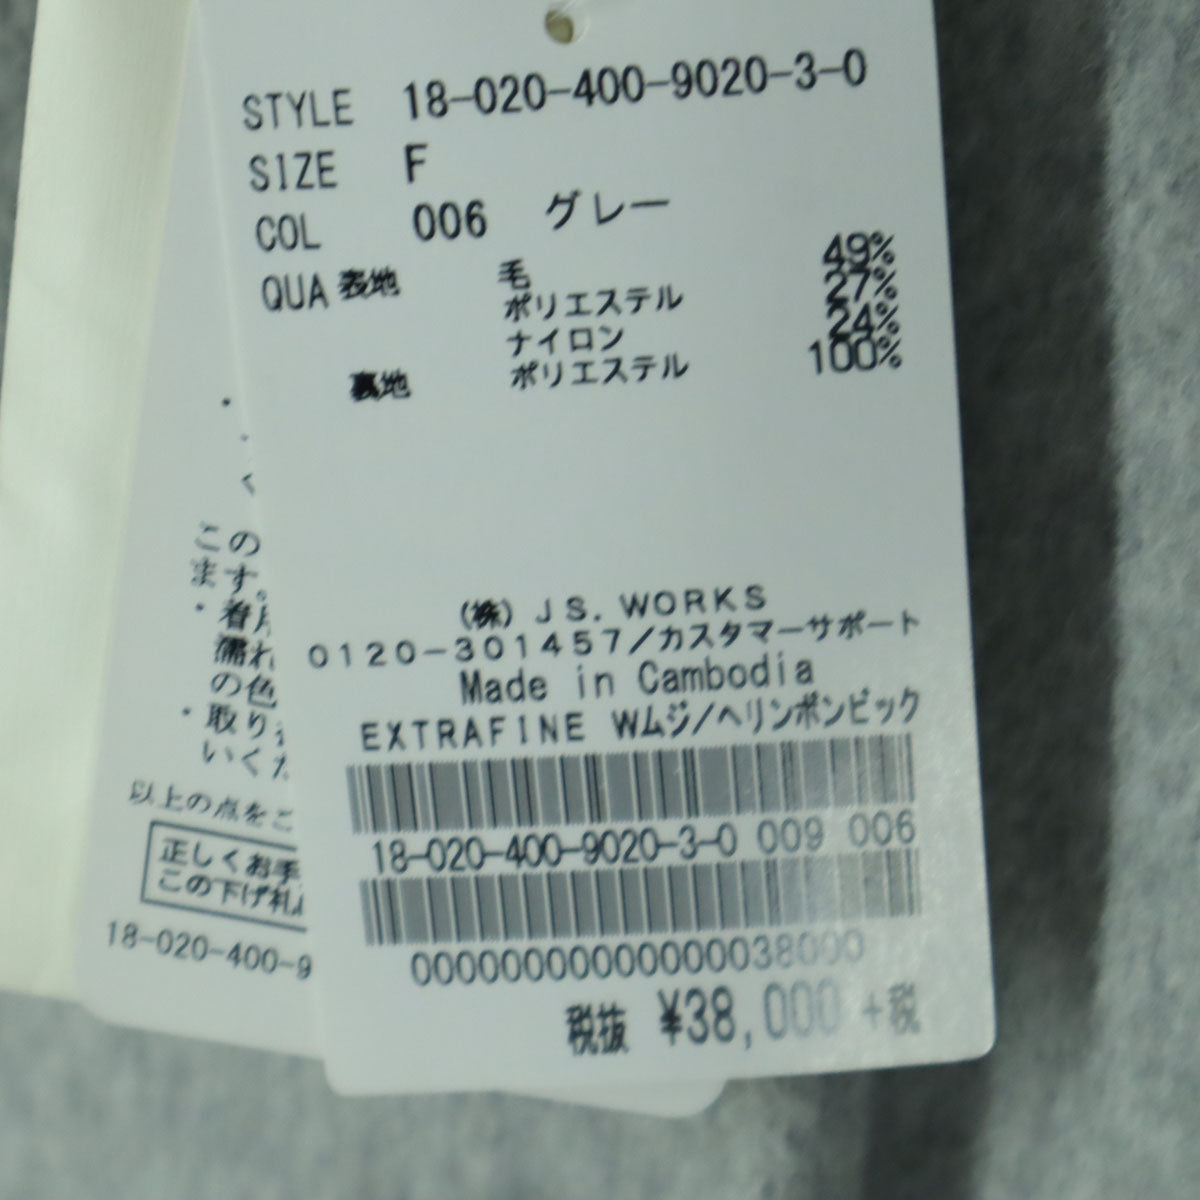 STYLE 18-020-400-9020-3-0
SIZE F
COL 006 グレー
QUA 表地 毛 49%
ポリエステル 27%
ナイロン 24%
裏地 ポリエステル 100%
(株) JS. WORKS
0120-301457/カスタマーサポート
Made in Cambodia
EXTRAFINE Wムジ/ヘリンボンビック
18-020-400-9020-3-0 009 006
00000000000000038000
税抜 ¥38,000 +税
く
この
ます。
・着
濡れ
の色
・取り
いくだ
以上の点をご
正しくお手
この下げ札
18-020-400-9